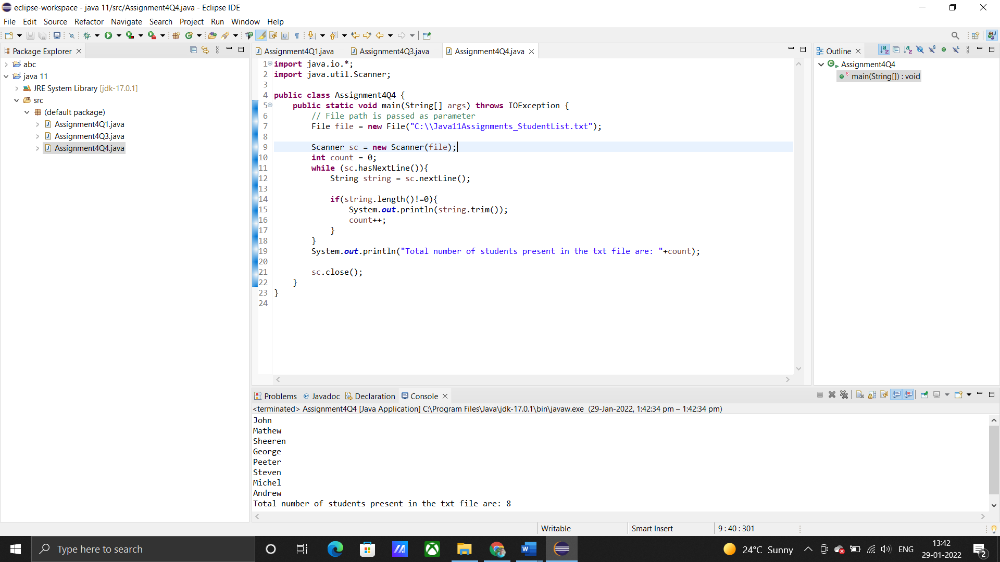 eclipse-workspace - java 11/src/Assignment4Q4.java - Eclipse IDE
File Edit Source Refactor Navigate Search Project Run Window Help
Package Explorer
abc
java 11
JRE System Library [jdk-17.0.1]
src
(default package)
Assignment4Q1.java
Assignment4Q3.java
Assignment4Q4.java
Assignment4Q1.java Assignment4Q3.java Assignment4Q4.java
1 import java.io.*;
2 import java.util.Scanner;
3
4 public class Assignment4Q4 {
5 public static void main(String[] args) throws IOException {
6 // File path is passed as parameter
7 File file = new File("C:\\Java11Assignments_StudentList.txt");
8
9 Scanner sc = new Scanner(file);
10 int count = 0;
11 while (sc.hasNextLine()){
12 String string = sc.nextLine();
13
14 if(string.length()!=0){
15 System.out.println(string.trim());
16 count++;
17 }
18 }
19 System.out.println("Total number of students present in the txt file are: "+count);
20
21 sc.close();
22 }
23 }
24
Outline
Assignment4Q4
main(String[]) : void
Problems @ Javadoc Declaration Console
<terminated> Assignment4Q4 [Java Application] C:\Program Files\Java\jdk-17.0.1\bin\javaw.exe (29-Jan-2022, 1:42:34 pm – 1:42:34 pm)
John
Mathew
Sheeren
George
Peeter
Steven
Michel
Andrew
Total number of students present in the txt file are: 8
Writable Smart Insert 9 : 40 : 301
Type here to search
24°C Sunny
ENG
13:42
29-01-2022
2